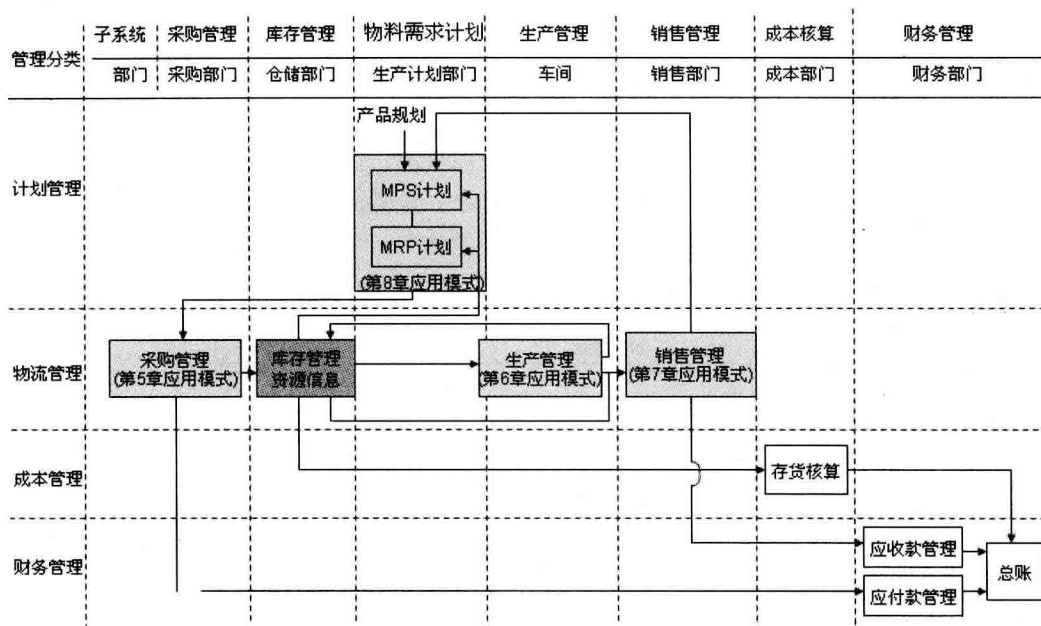 管理分类
子系统 采购管理 库存管理 物料需求计划 生产管理 销售管理 成本核算 财务管理
部门 采购部门 仓储部门 生产计划部门 车间 销售部门 成本部门 财务部门
产品规划
计划管理
MPS计划
MRP计划
(第8章应用模式)
物流管理
采购管理
(第5章应用模式)
库存管理
资源信息
生产管理
(第6章应用模式)
销售管理
(第7章应用模式)
成本管理
存货核算
财务管理
应收款管理
应付款管理
总账